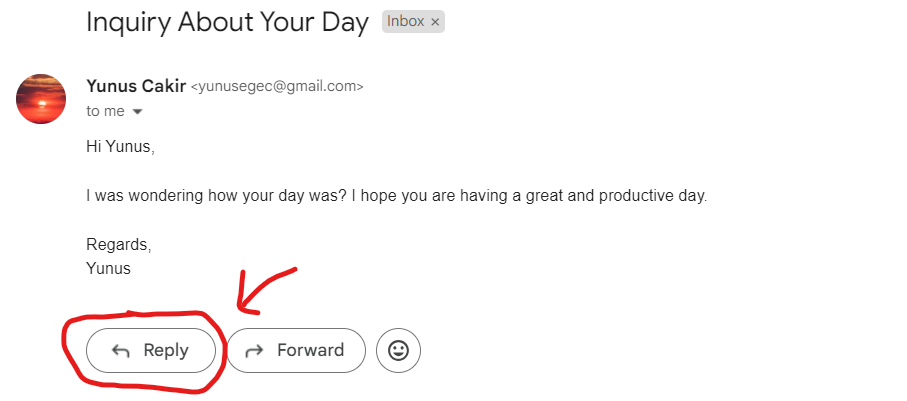 Inquiry About Your Day Inbox ×
Yunus Cakir <yunusegec@gmail.com>
to me
Hi Yunus,
I was wondering how your day was? I hope you are having a great and productive day.
Regards,
Yunus
Reply Forward